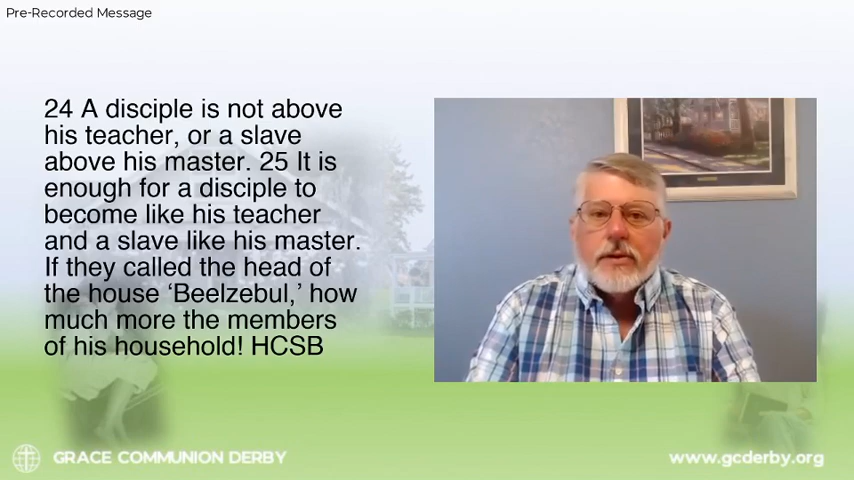 Pre-Recorded Message
24 A disciple is not above
his teacher, or a slave
above his master. 25 It is
enough for a disciple to
become like his teacher
and a slave like his master.
If they called the head of
the house ‘Beelzebul,’ how
much more the members
of his household! HCSB
GRACE COMMUNION DERBY
www.gcderby.org